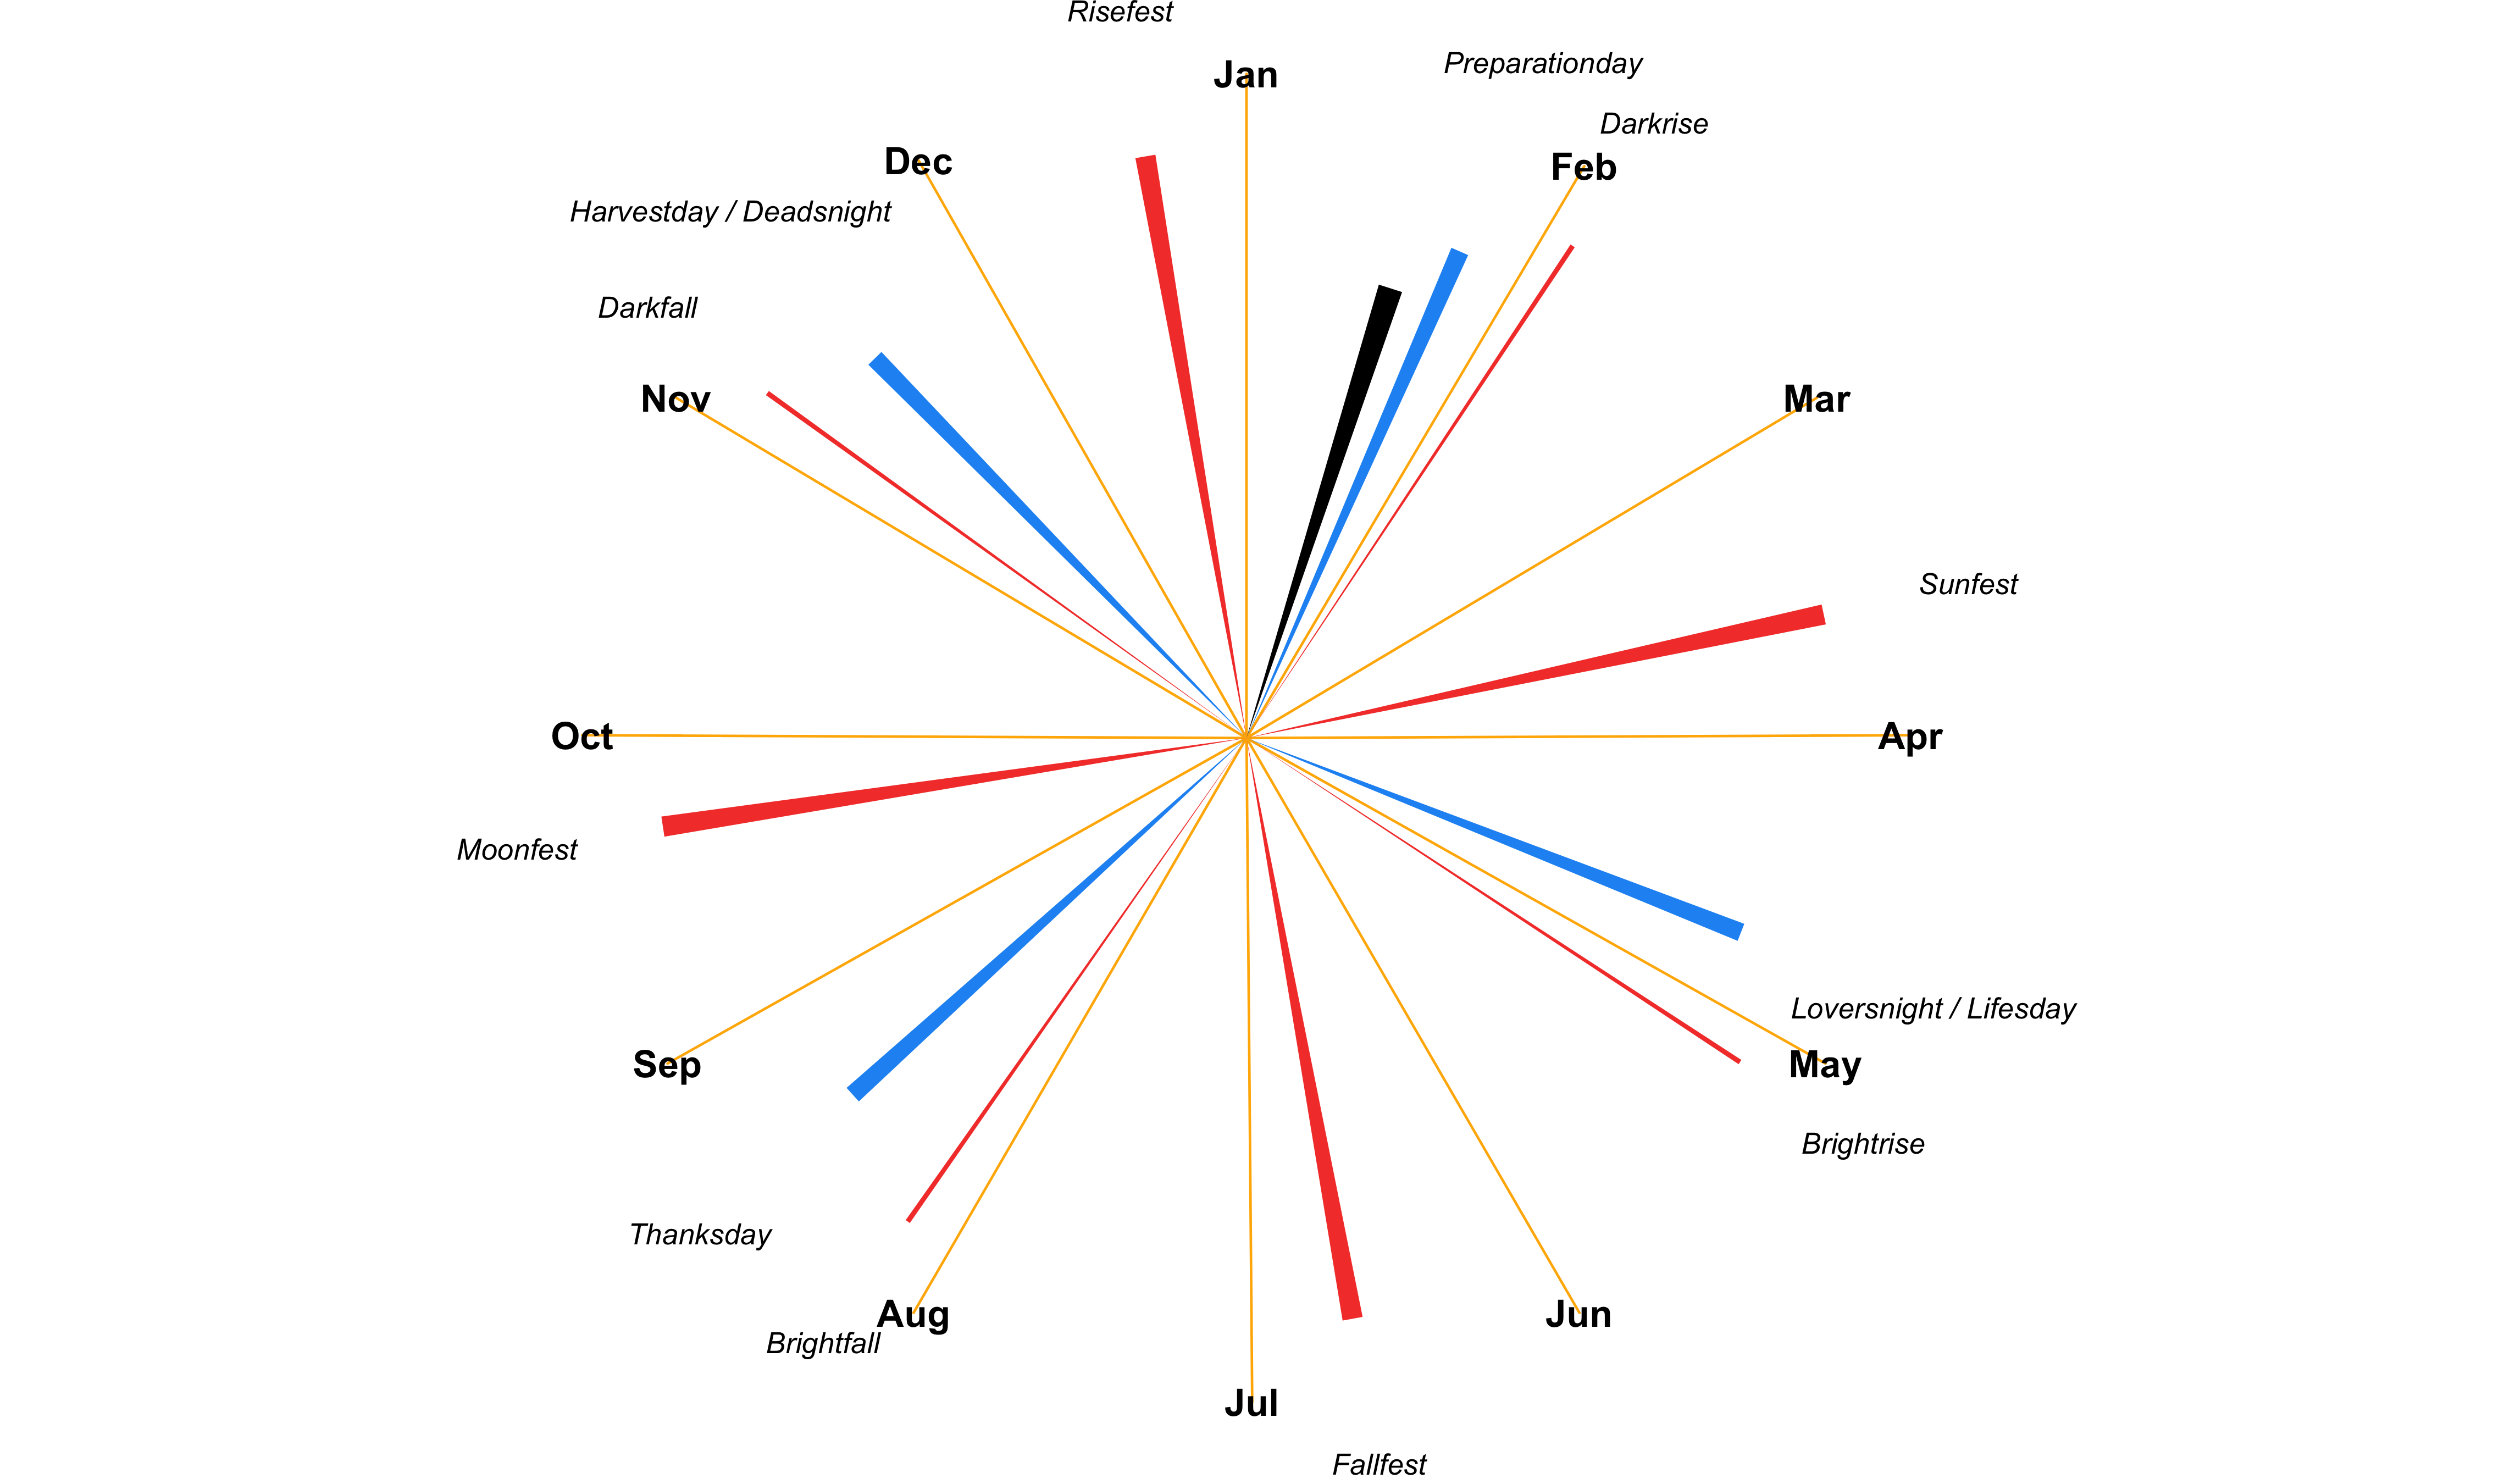 Risefest
Jan
Preparationday
Darkrise
Dec
Feb
Harvestday / Deadsnight
Darkfall
Nov
Mar
Sunfest
Oct
Apr
Moonfest
Loversnight / Lifesday
Sep
May
Brightrise
Thanksday
Aug
Jun
Brightfall
Jul
Fallfest